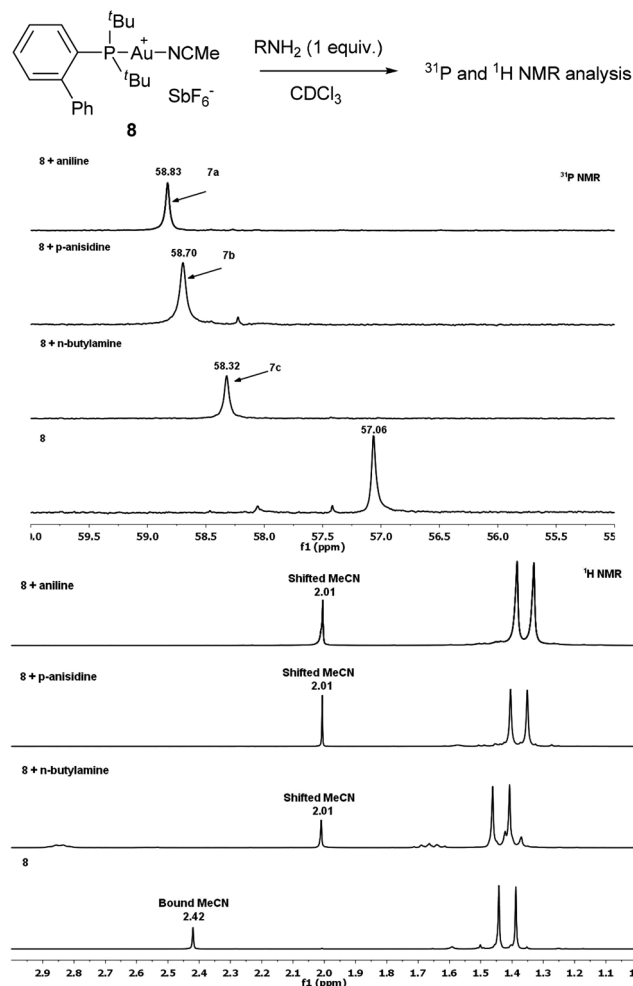 tBu
P Au+ NCMe
tBu
Ph
SbF6-
8
RNH2 (1 equiv.)
CDCl3
31P and 1H NMR analysis
8 + aniline
58.83
7a
31P NMR
8 + p-anisidine
58.70
7b
8 + n-butylamine
58.32
7c
8
57.06
0.0 59.5 59.0 58.5 58.0 57.5 57.0 56.5 56.0 55.5 55
f1 (ppm)
8 + aniline
Shifted MeCN
2.01
1H NMR
8 + p-anisidine
Shifted MeCN
2.01
8 + n-butylamine
Shifted MeCN
2.01
8
Bound MeCN
2.42
2.9 2.8 2.7 2.6 2.5 2.4 2.3 2.2 2.1 2.0 1.9 1.8 1.7 1.6 1.5 1.4 1.3 1.2 1.1 1
f1 (ppm)